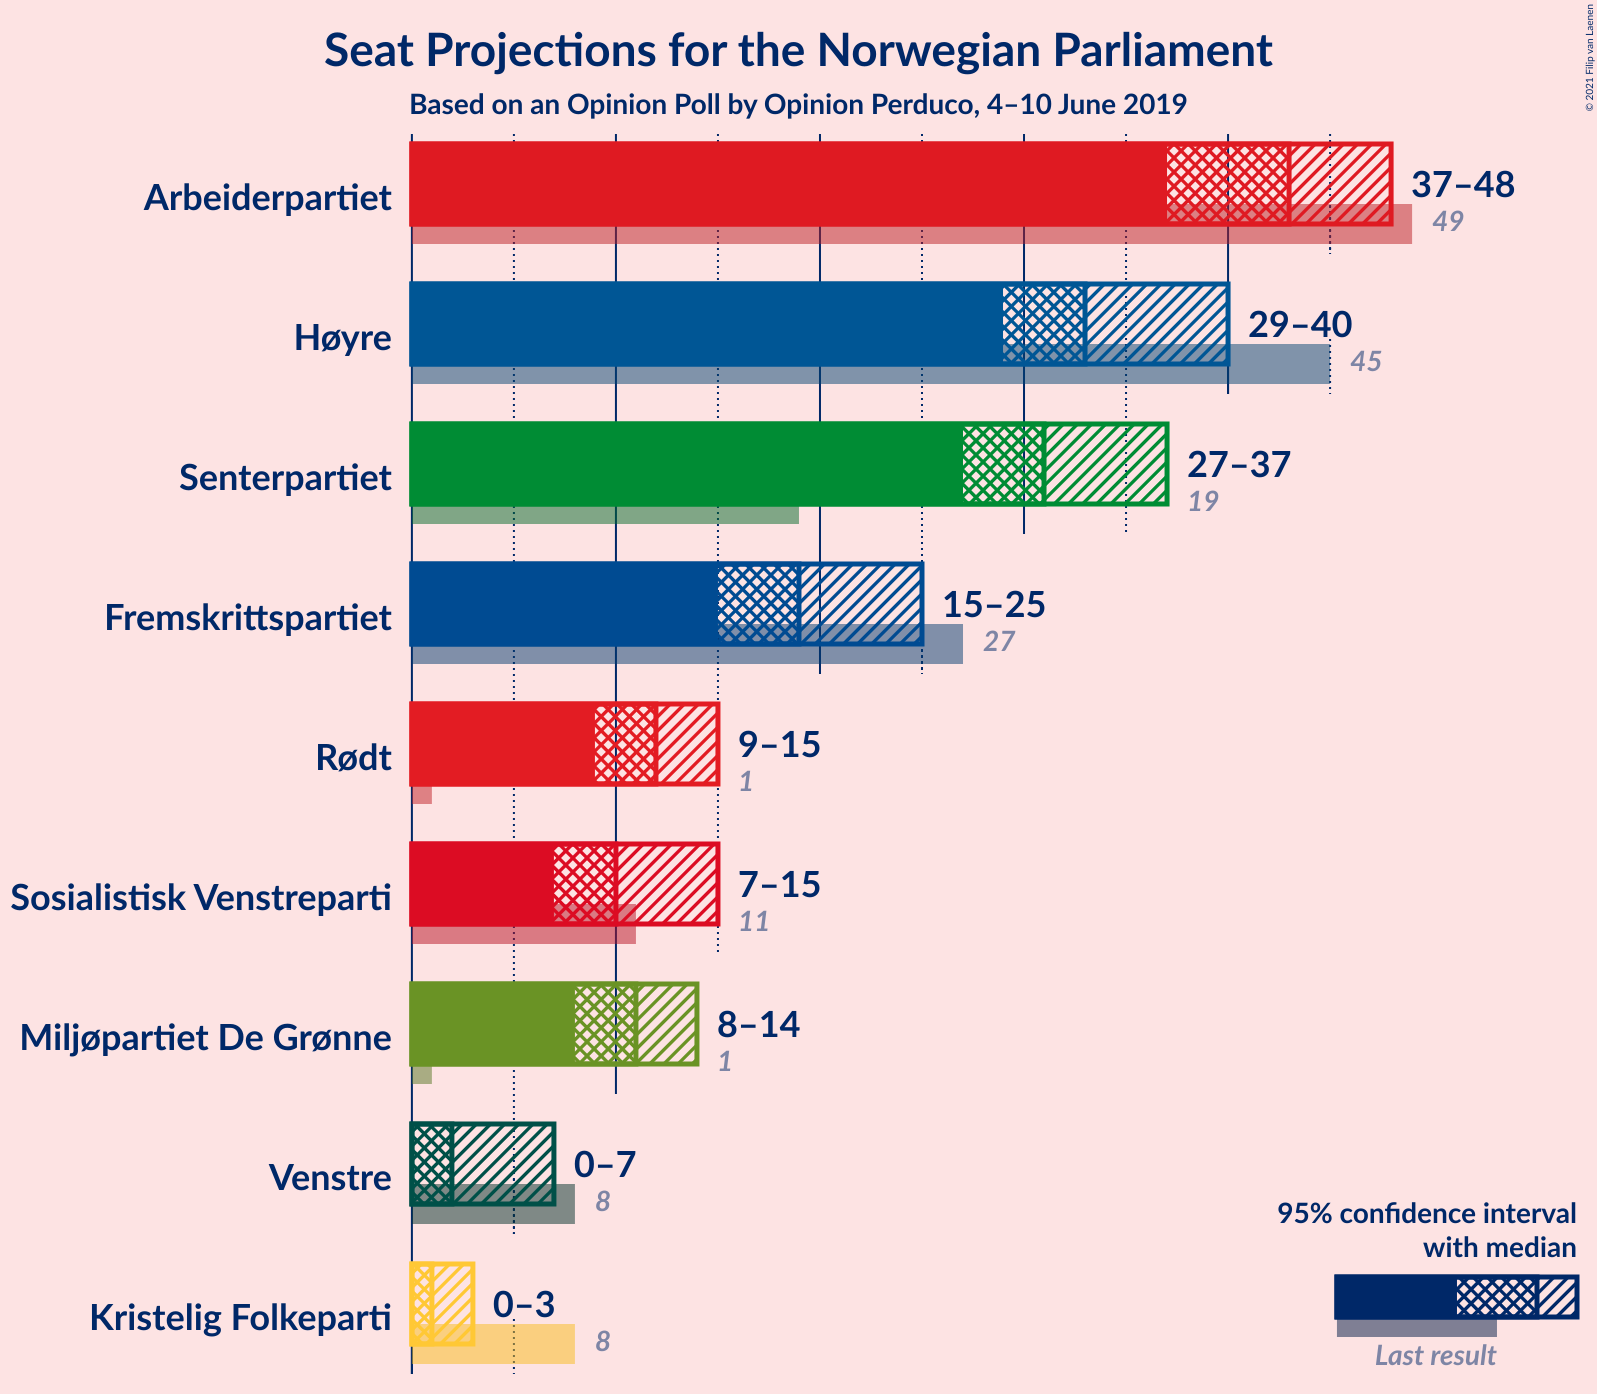 Seat Projections for the Norwegian Parliament
Based on an Opinion Poll by Opinion Perduco, 4–10 June 2019
© 2021 Filip van Laenen
Arbeiderpartiet
37–48
49
Høyre
29–40
45
Senterpartiet
27–37
19
Fremskrittspartiet
15–25
27
Rødt
9–15
1
Sosialistisk Venstreparti
7–15
11
Miljøpartiet De Grønne
8–14
1
Venstre
0–7
8
Kristelig Folkeparti
0–3
8
95% confidence interval
with median
Last result